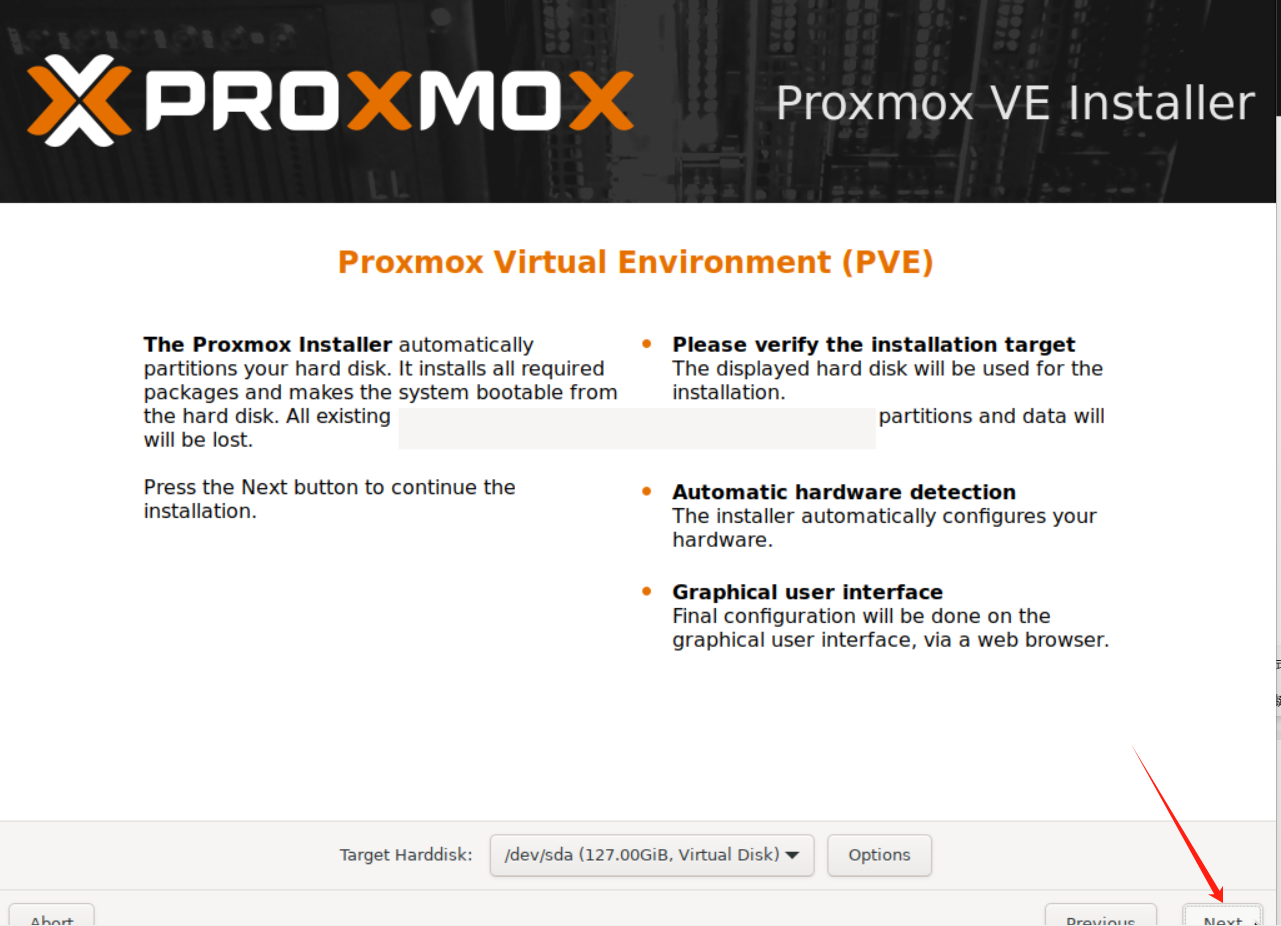 PROXMOX
Proxmox VE Installer
Proxmox Virtual Environment (PVE)
The Proxmox Installer automatically
partitions your hard disk. It installs all required
packages and makes the system bootable from
the hard disk. All existing
partitions and data will
will be lost.
Press the Next button to continue the
installation.
Please verify the installation target
The displayed hard disk will be used for the
installation.
Automatic hardware detection
The installer automatically configures your
hardware.
Graphical user interface
Final configuration will be done on the
graphical user interface, via a web browser.
Target Harddisk:
/dev/sda (127.00GiB, Virtual Disk)
Options
Abort
Previous
Next